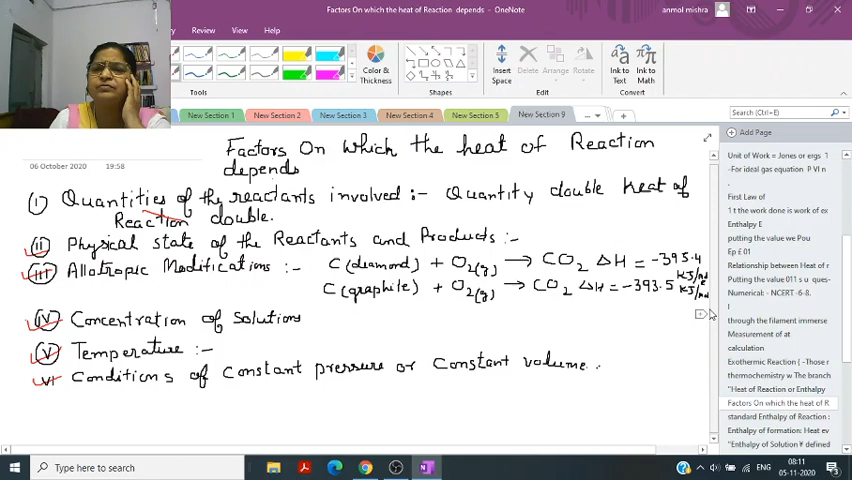 Factors On which the heat of Reaction depends - OneNote
anmol mishra
Review View Help
Tools
Color &
Thickness
Shapes
Insert
Space
Delete
Arrange
Rotate
Edit
Ink to
Text
Ink to
Math
Convert
New Section 1 New Section 2 New Section 3 New Section 4 New Section 5 New Section 9
Search (Ctrl+E)
Factors On which the heat of Reaction
depends
06 October 2020 19:58
(i) Quantities of the reactants involved :- Quantity double heat of
Reaction double.
(ii) Physical state of the Reactants and Products :-
(iii) Allotropic Modifications :- C (diamond) + O2(g) → CO2 ΔH = -395.4
KJ/mol
C (graphite) + O2(g) → CO2 ΔH = -393.5 KJ/mol
(iv) Concentration of Solutions
(v) Temperature :-
vi Conditions of Constant pressure or Constant volume.
Add Page
Unit of Work = Jones or ergs 1
-For ideal gas equation P VI n
.
First Law of
1 t the work done is work of ex
Enthalpy
putting the value we Pou
Ep £ 01
Relationship between Heat of r
Putting the value 011 s u ques-
Numerical: - NCERT -6-8.
I
through the filament immerse
Measurement of at
calculation
Exothermic Reaction { -Those r
thermochemistry w The branch
"Heat of Reaction or Enthalpy
Factors On which the heat of R
standard Enthalpy of Reaction :
Enthalpy of formation: Heat ev
"Enthalpy of Solution ¥ defined
Type here to search
ENG
08:11
05-11-2020